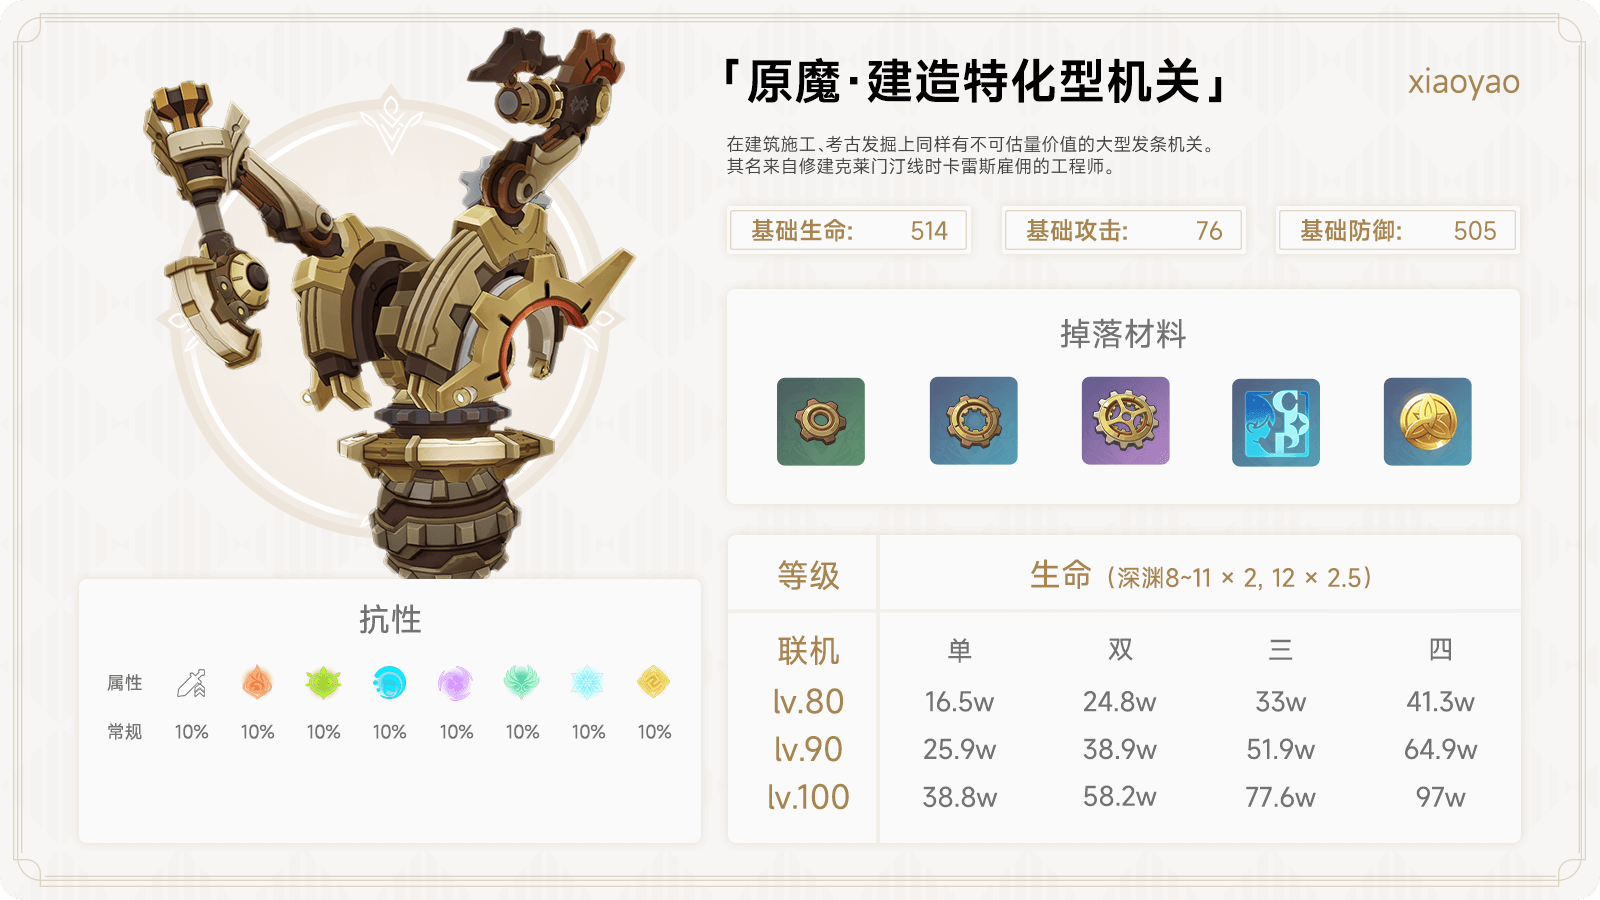 「原魔·建造特化型机关」
xiaoyao
在建筑施工、考古发掘上同样有不可估量价值的大型发条机关。
其名来自修建克莱门汀线时卡雷斯雇佣的工程师。
基础生命: 514
基础攻击: 76
基础防御: 505
掉落材料
抗性
属性
常规 10% 10% 10% 10% 10% 10% 10% 10%
等级 生命（深渊8~11 × 2, 12 × 2.5）
联机 单 双 三 四
lv.80 16.5w 24.8w 33w 41.3w
lv.90 25.9w 38.9w 51.9w 64.9w
lv.100 38.8w 58.2w 77.6w 97w